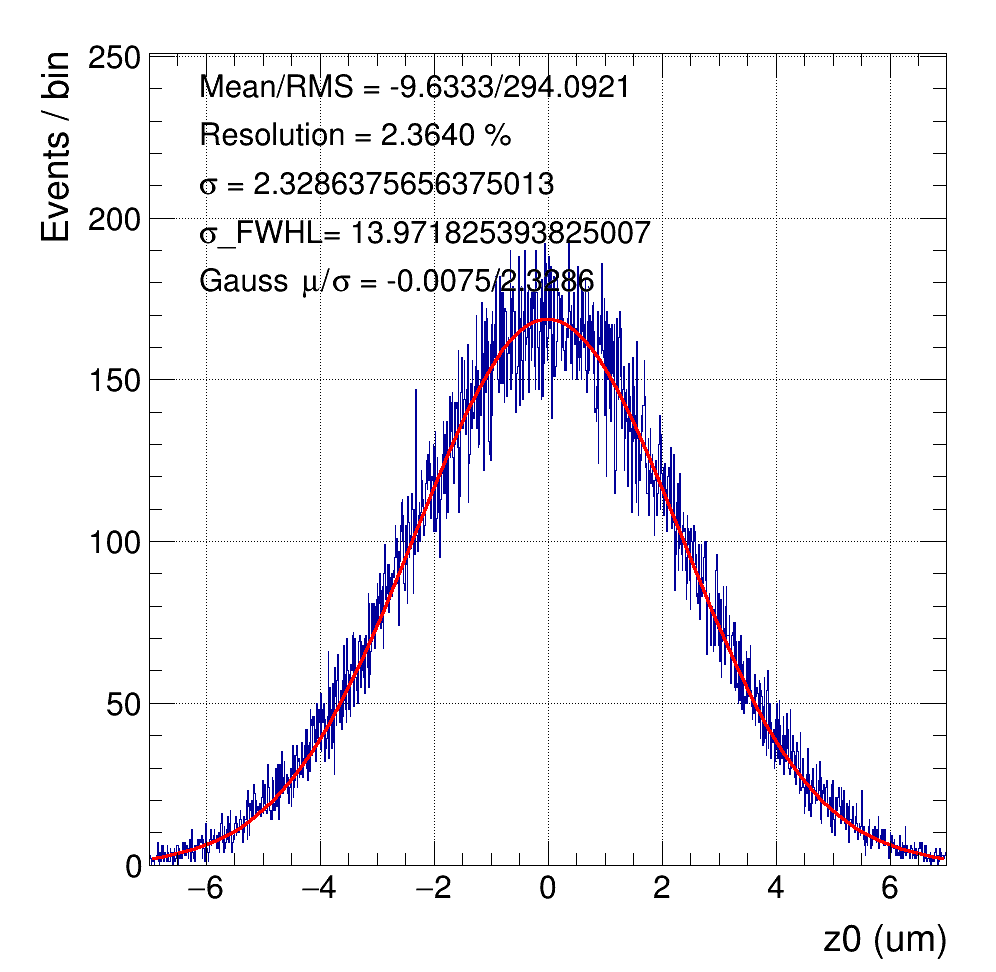 Events / bin
250
200
150
100
50
0
Mean/RMS = -9.6333/294.0921
Resolution = 2.3640 %
σ = 2.3286375656375013
σ_FWHL= 13.971825393825007
Gauss μ/σ = -0.0075/2.3286
−6 −4 −2 0 2 4 6
z0 (um)